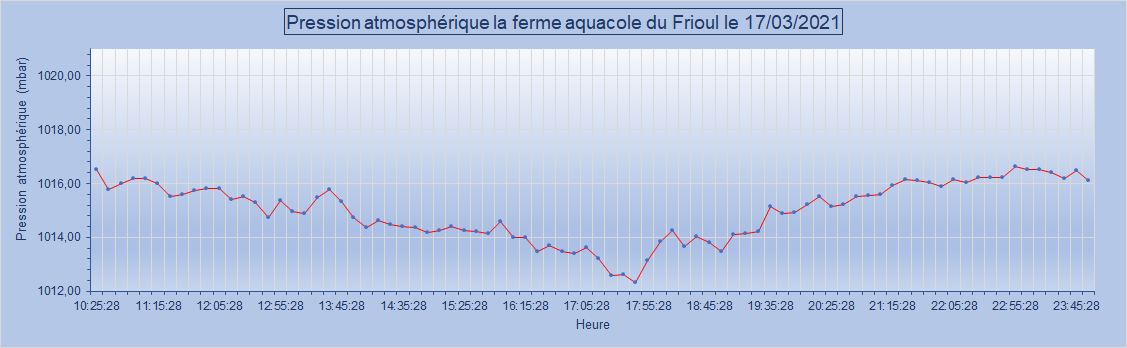 Pression atmosphérique la ferme aquacole du Frioul le 17/03/2021
Pression atmosphérique (mbar)
1020,00
1018,00
1016,00
1014,00
1012,00
10:25:28 11:15:28 12:05:28 12:55:28 13:45:28 14:35:28 15:25:28 16:15:28 17:05:28 17:55:28 18:45:28 19:35:28 20:25:28 21:15:28 22:05:28 22:55:28 23:45:28
Heure